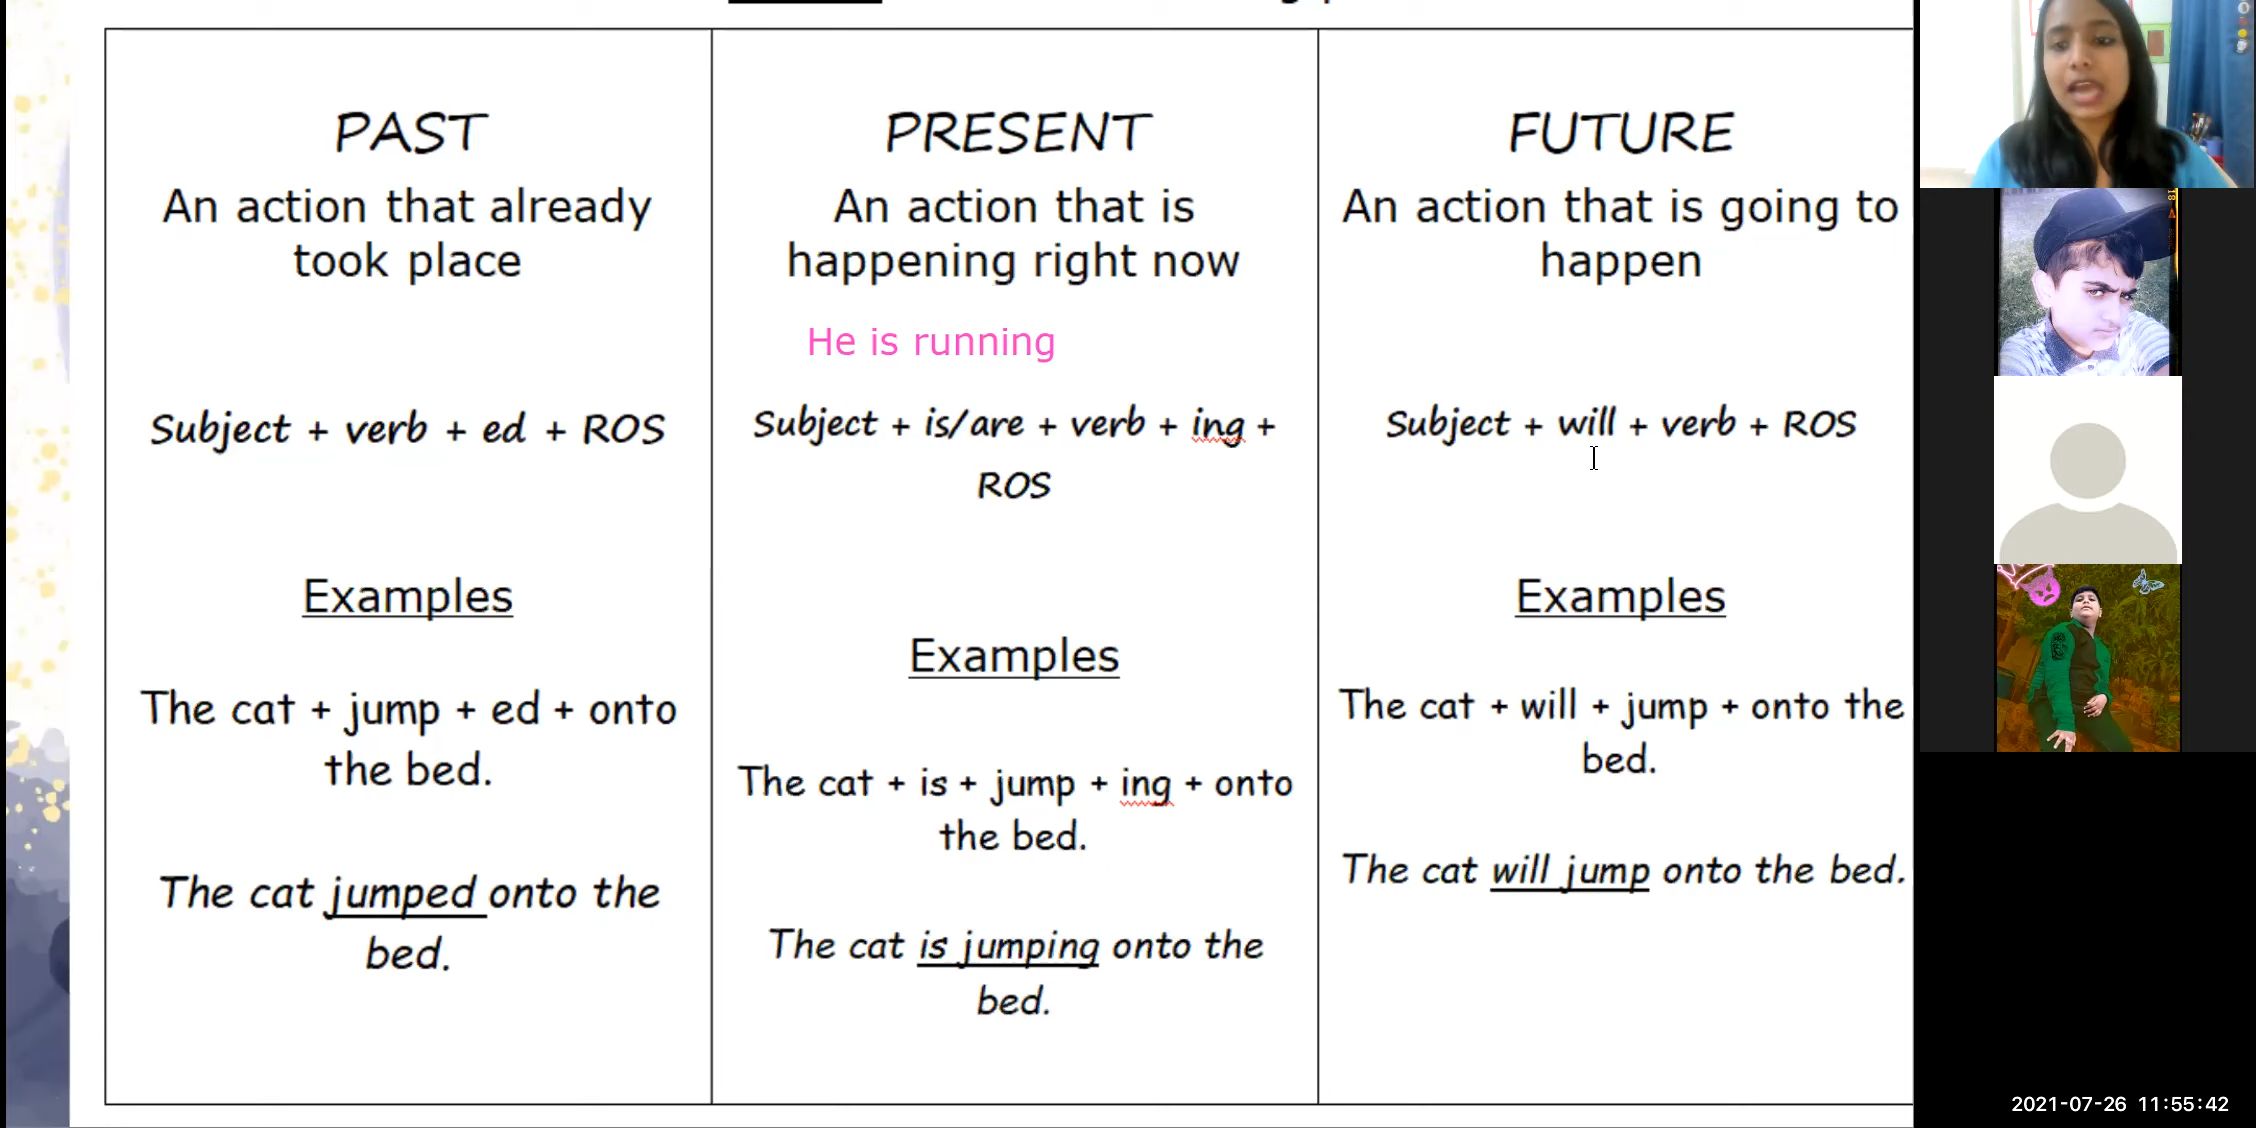 PAST
An action that already
took place
Subject + verb + ed + ROS
Examples
The cat + jump + ed + onto
the bed.
The cat jumped onto the
bed.
PRESENT
An action that is
happening right now
He is running
Subject + is/are + verb + ing +
ROS
Examples
The cat + is + jump + ing + onto
the bed.
The cat is jumping onto the
bed.
FUTURE
An action that is going to
happen
Subject + will + verb + ROS
Examples
The cat + will + jump + onto the
bed.
The cat will jump onto the bed.
2021-07-26 11:55:42